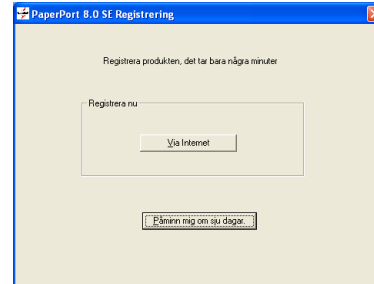 PaperPort 8.0 SE Registrering
Registrera produkten, det tar bara några minuter
Registrera nu
Via Internet
Påminn mig om sju dagar.